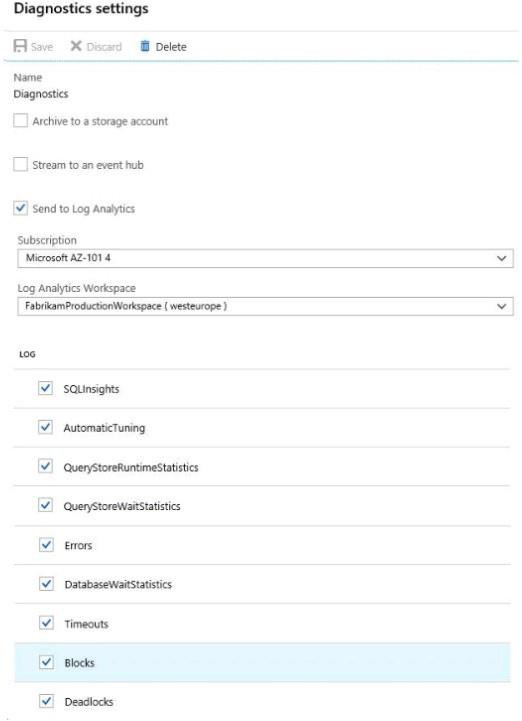 Diagnostics settings
Save Discard Delete
Name
Diagnostics
Archive to a storage account
Stream to an event hub
Send to Log Analytics
Subscription
Microsoft AZ-101 4
Log Analytics Workspace
FabrikamProductionWorkspace ( westeurope )
LOG
SQLInsights
AutomaticTuning
QueryStoreRuntimeStatistics
QueryStoreWaitStatistics
Errors
DatabaseWaitStatistics
Timeouts
Blocks
Deadlocks